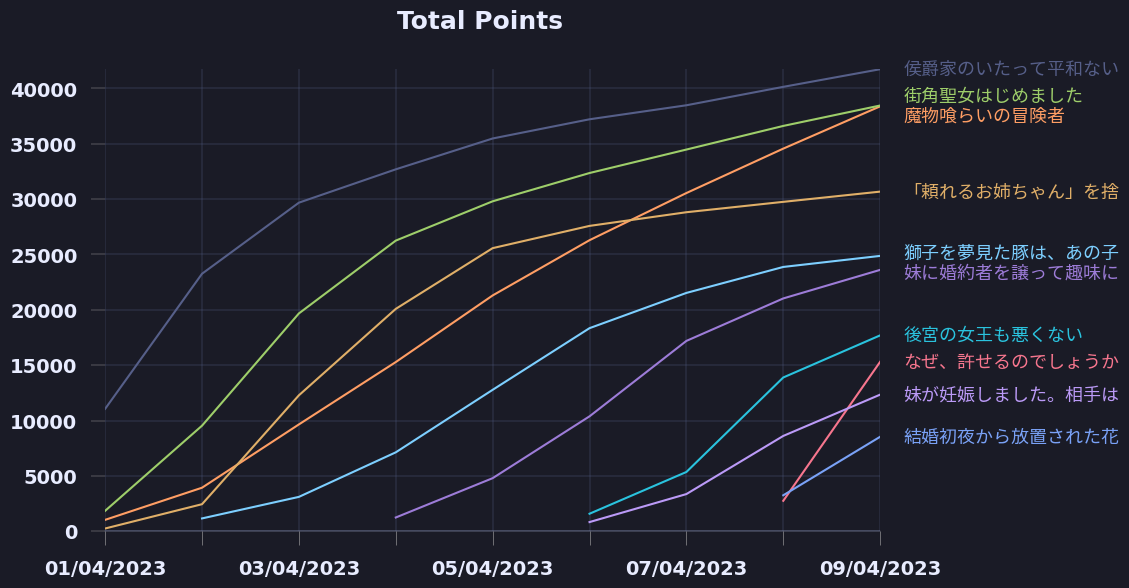 Total Points
40000
35000
30000
25000
20000
15000
10000
5000
0
01/04/2023
03/04/2023
05/04/2023
07/04/2023
09/04/2023
侯爵家のいたって平和ない
街角聖女はじめました
魔物喰らいの冒険者
「頼れるお姉ちゃん」を捨
獅子を夢見た豚は、あの子
妹に婚約者を譲って趣味に
後宮の女王も悪くない
なぜ、許せるのでしょうか
妹が妊娠しました。相手は
結婚初夜から放置された花